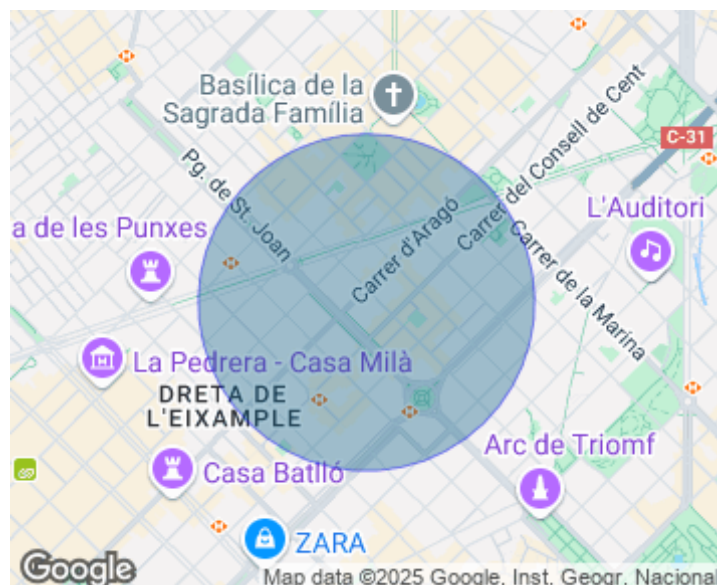 Basílica de la
Sagrada Família
C-31
Carrer del Consell de Cent
Pg. de St. Joan
L'Auditori
a de les Punxes
Carrer d'Aragó
Carrer de la Marina
La Pedrera - Casa Milà
DRETA DE
L'EIXAMPLE
Arc de Triomf
Casa Batlló
ZARA
Google
Map data ©2025 Google, Inst. Geogr. Nacional